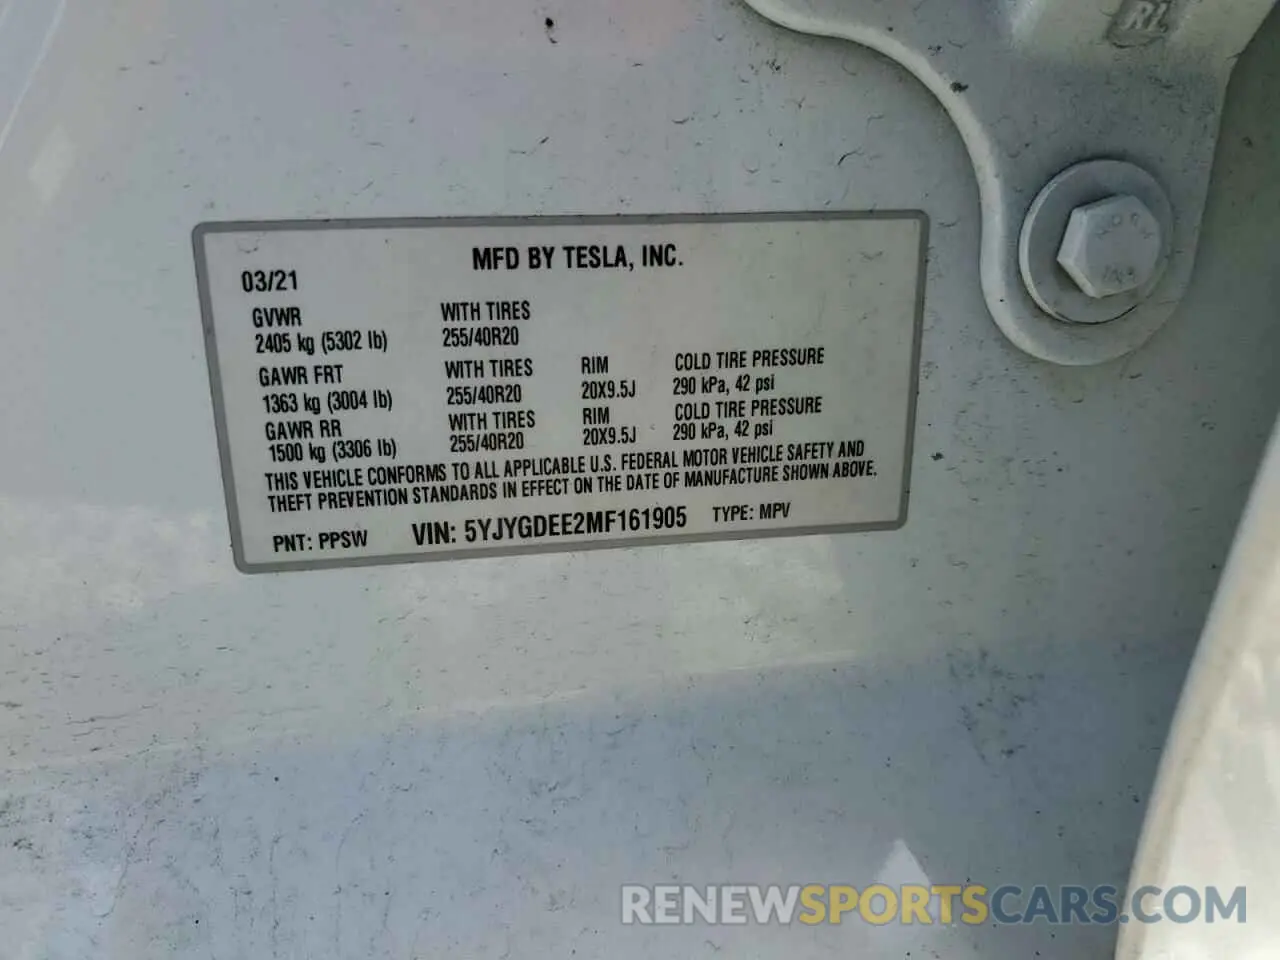 RL
MFD BY TESLA, INC.
03/21
GVWR WITH TIRES
2405 kg (5302 lb) 255/40R20
GAWR FRT WITH TIRES RIM COLD TIRE PRESSURE
1363 kg (3004 lb) 255/40R20 20X9.5J 290 kPa, 42 psi
GAWR RR WITH TIRES RIM COLD TIRE PRESSURE
1500 kg (3306 lb) 255/40R20 20X9.5J 290 kPa, 42 psi
THIS VEHICLE CONFORMS TO ALL APPLICABLE U.S. FEDERAL MOTOR VEHICLE SAFETY AND
THEFT PREVENTION STANDARDS IN EFFECT ON THE DATE OF MANUFACTURE SHOWN ABOVE.
PNT: PPSW VIN: 5YJYGDEE2MF161905 TYPE: MPV
RENEWSPORTSCARS.COM